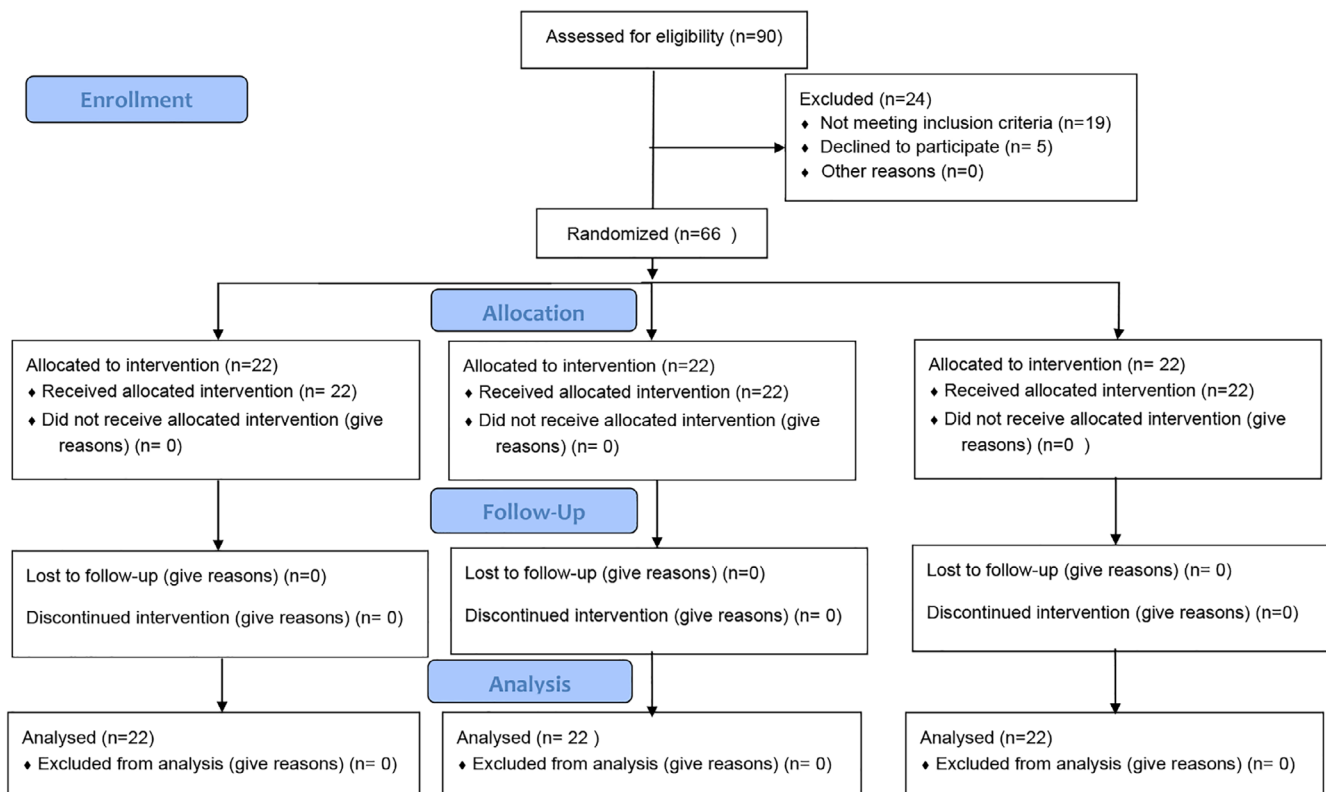 Assessed for eligibility (n=90)
Enrollment
Excluded (n=24)
♦ Not meeting inclusion criteria (n=19)
♦ Declined to participate (n= 5)
♦ Other reasons (n=0)
Randomized (n=66 )
Allocation
Allocated to intervention (n=22)
♦ Received allocated intervention (n= 22)
♦ Did not receive allocated intervention (give
reasons) (n= 0)
Allocated to intervention (n=22)
♦ Received allocated intervention (n=22)
♦ Did not receive allocated intervention (give
reasons) (n= 0)
Allocated to intervention (n= 22)
♦ Received allocated intervention (n=22)
♦ Did not receive allocated intervention (give
reasons) (n=0 )
Follow-Up
Lost to follow-up (give reasons) (n=0)
Discontinued intervention (give reasons) (n= 0)
Lost to follow-up (give reasons) (n=0)
Discontinued intervention (give reasons) (n= 0)
Lost to follow-up (give reasons) (n= 0)
Discontinued intervention (give reasons) (n=0)
Analysis
Analysed (n=22)
♦ Excluded from analysis (give reasons) (n= 0)
Analysed (n= 22 )
♦ Excluded from analysis (give reasons) (n= 0)
Analysed (n=22)
♦ Excluded from analysis (give reasons) (n= 0)